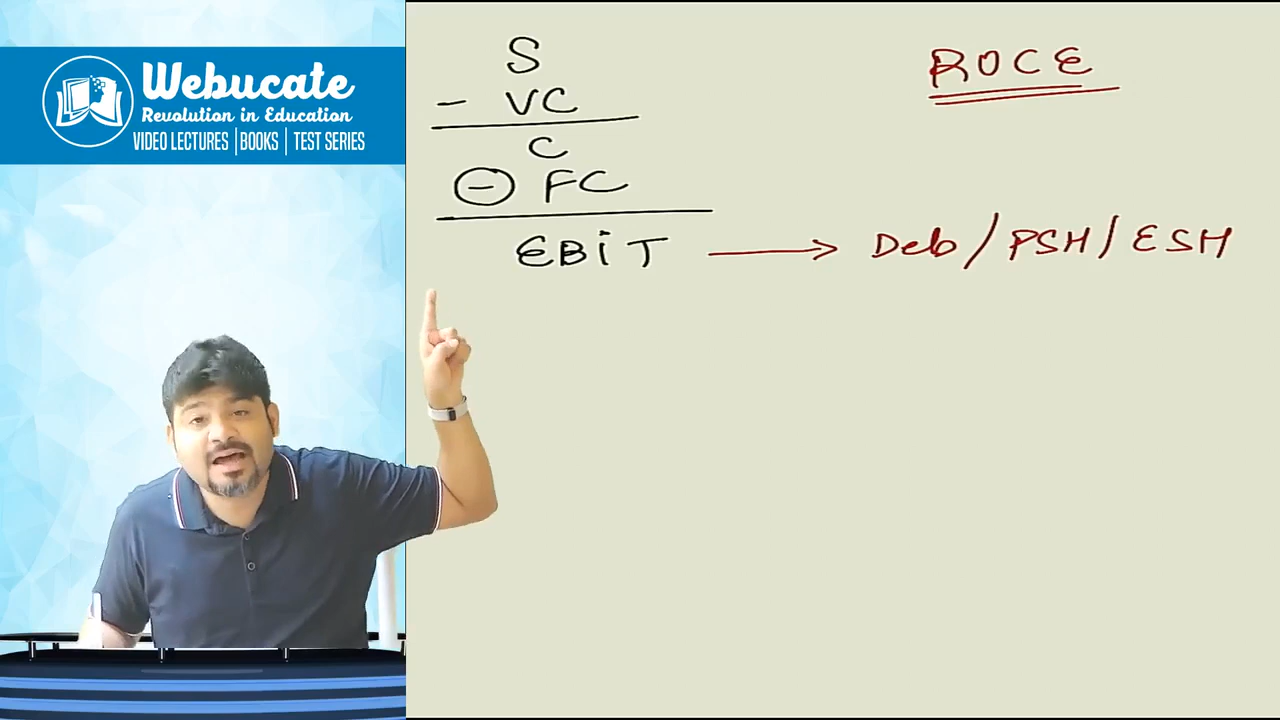 Webucate
Revolution in Education
VIDEO LECTURES | BOOKS | TEST SERIES
S
- VC
C
- FC
EBiT → Deb / PSH / ESH
ROCE